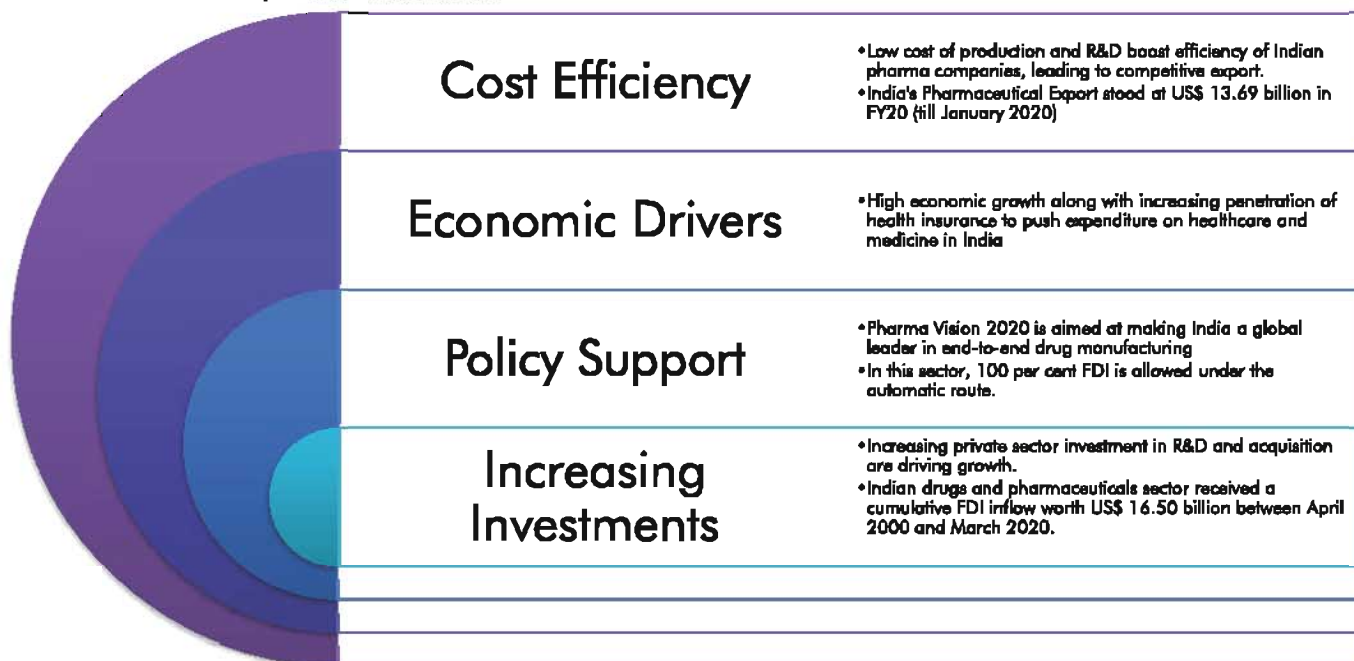 Cost Efficiency
•Low cost of production and R&D boost efficiency of Indian
pharma companies, leading to competitive export.
•India's Pharmaceutical Export stood at US$ 13.69 billion in
FY20 (till January 2020)
Economic Drivers
•High economic growth along with increasing penetration of
health insurance to push expenditure on healthcare and
medicine in India
Policy Support
•Pharma Vision 2020 is aimed at making India a global
leader in end-to-end drug manufacturing
•In this sector, 100 per cent FDI is allowed under the
automatic route.
Increasing
Investments
•Increasing private sector investment in R&D and acquisition
are driving growth.
•Indian drugs and pharmaceuticals sector received a
cumulative FDI inflow worth US$ 16.50 billion between April
2000 and March 2020.